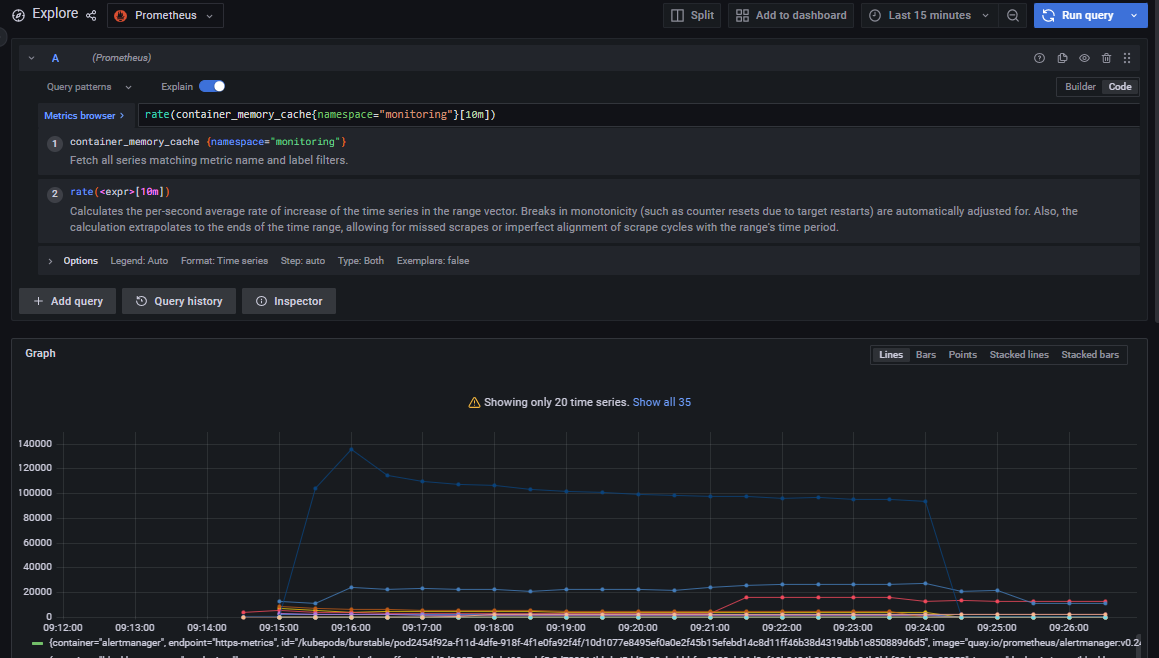 Explore Prometheus Split Add to dashboard Last 15 minutes Run query
A (Prometheus)
Query patterns Explain Builder Code
Metrics browser > rate(container_memory_cache{namespace="monitoring"}[10m])
1 container_memory_cache {namespace="monitoring"}
Fetch all series matching metric name and label filters.
2 rate(<expr>[10m])
Calculates the per-second average rate of increase of the time series in the range vector. Breaks in monotonicity (such as counter resets due to target restarts) are automatically adjusted for. Also, the
calculation extrapolates to the ends of the time range, allowing for missed scrapes or imperfect alignment of scrape cycles with the range's time period.
> Options Legend: Auto Format: Time series Step: auto Type: Both Exemplars: false
+ Add query Query history Inspector
Graph Lines Bars Points Stacked lines Stacked bars
Showing only 20 time series. Show all 35
140000
120000
100000
80000
60000
40000
20000
0
09:12:00 09:13:00 09:14:00 09:15:00 09:16:00 09:17:00 09:18:00 09:19:00 09:20:00 09:21:00 09:22:00 09:23:00 09:24:00 09:25:00 09:26:00
{container="alertmanager", endpoint="https-metrics", id="/kubepods/burstable/pod2454f92a-f11d-4dfe-918f-4f1e0fa92f4f/10d1077e8495ef0a0e2f45b15efebd14c8d11ff46b38d4319dbb1c850889d6d5", image="quay.io/prometheus/alertmanager:v0.2